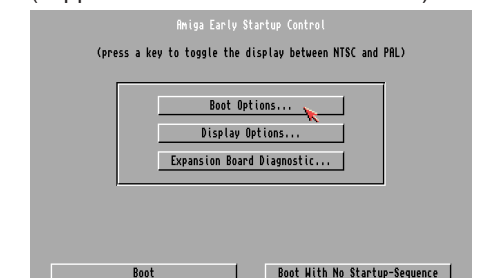 Amiga Early Startup Control
(press a key to toggle the display between NTSC and PAL)
Boot Options...
Display Options...
Expansion Board Diagnostic...
Boot
Boot With No Startup-Sequence